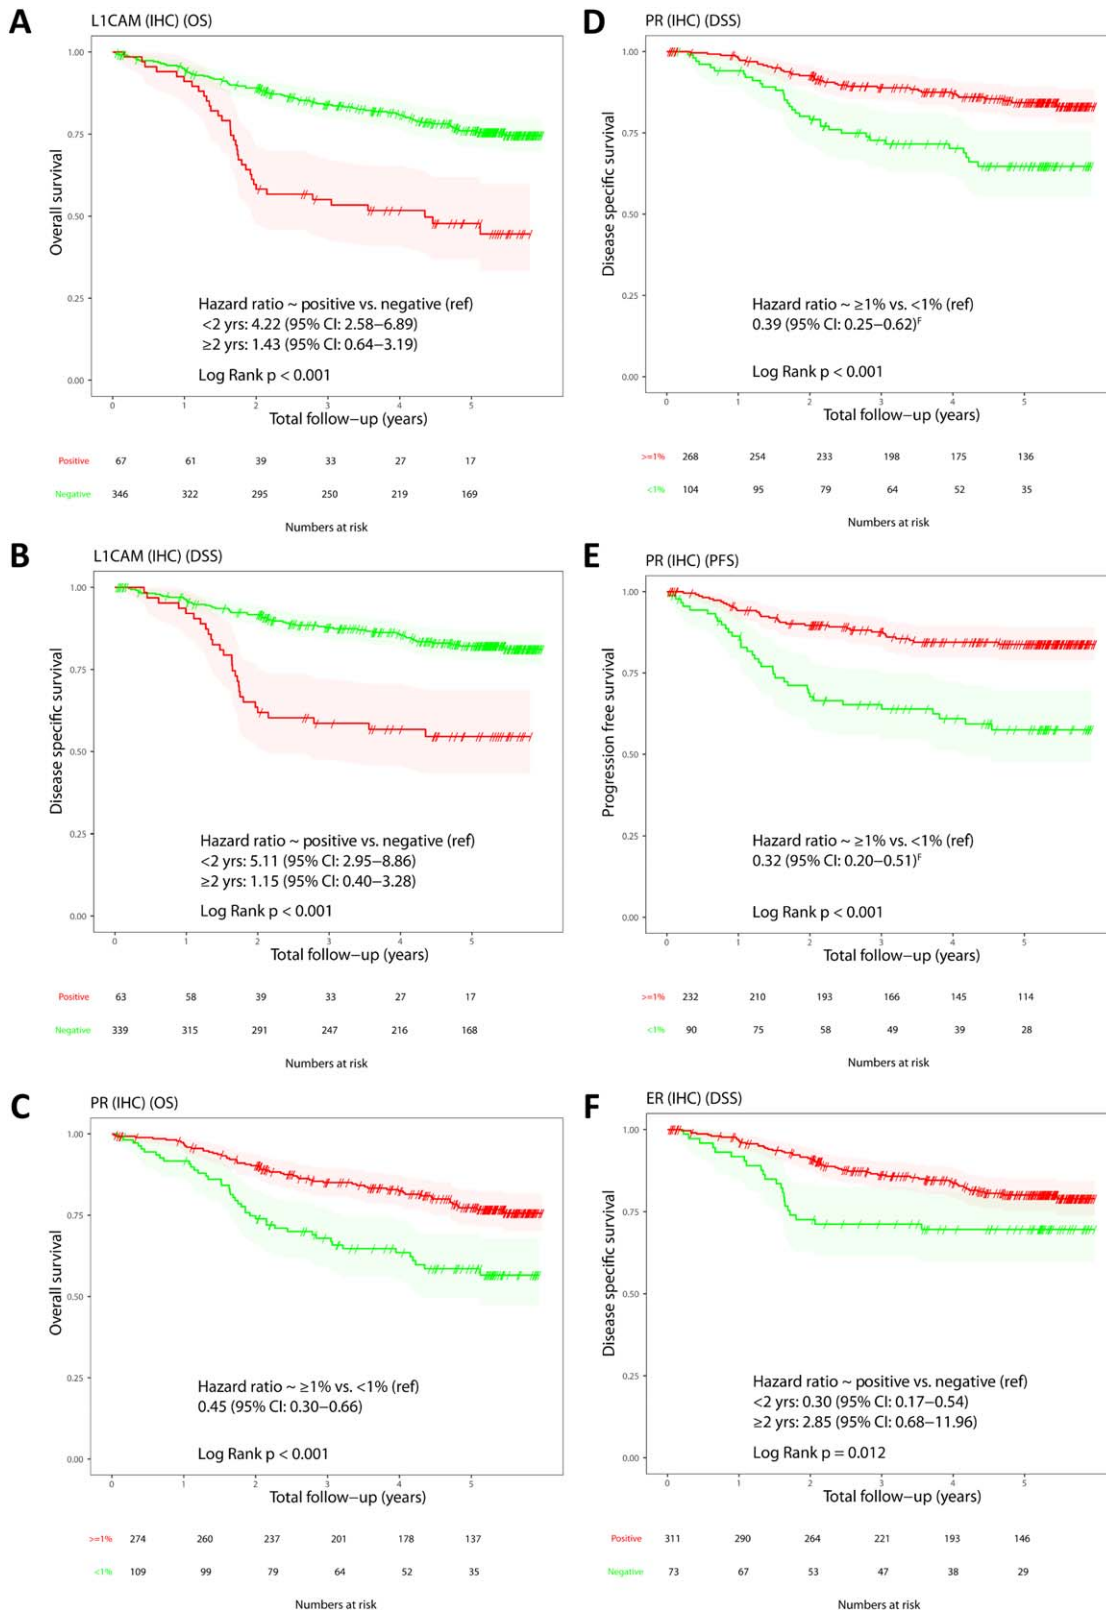 A
L1CAM (IHC) (OS)
Overall survival
1.00
0.75
0.50
0.25
0.00
Hazard ratio ~ positive vs. negative (ref)
<2 yrs: 4.22 (95% CI: 2.58–6.89)
≥2 yrs: 1.43 (95% CI: 0.64–3.19)
Log Rank p < 0.001
0 1 2 3 4 5
Total follow–up (years)
Positive 67 61 39 33 27 17
Negative 346 322 295 250 219 169
Numbers at risk
B
L1CAM (IHC) (DSS)
Disease specific survival
1.00
0.75
0.50
0.25
0.00
Hazard ratio ~ positive vs. negative (ref)
<2 yrs: 5.11 (95% CI: 2.95–8.86)
≥2 yrs: 1.15 (95% CI: 0.40–3.28)
Log Rank p < 0.001
0 1 2 3 4 5
Total follow–up (years)
Positive 63 58 39 33 27 17
Negative 339 315 291 247 216 168
Numbers at risk
C
PR (IHC) (OS)
Overall survival
1.00
0.75
0.50
0.25
0.00
Hazard ratio ~ ≥1% vs. <1% (ref)
0.45 (95% CI: 0.30–0.66)
Log Rank p < 0.001
0 1 2 3 4 5
Total follow–up (years)
>=1% 274 260 237 201 178 137
<1% 109 99 79 64 52 35
Numbers at risk
D
PR (IHC) (DSS)
Disease specific survival
1.00
0.75
0.50
0.25
0.00
Hazard ratio ~ ≥1% vs. <1% (ref)
0.39 (95% CI: 0.25–0.62)F
Log Rank p < 0.001
0 1 2 3 4 5
Total follow–up (years)
>=1% 268 254 233 198 175 136
<1% 104 95 79 64 52 35
Numbers at risk
E
PR (IHC) (PFS)
Progression free survival
1.00
0.75
0.50
0.25
0.00
Hazard ratio ~ ≥1% vs. <1% (ref)
0.32 (95% CI: 0.20–0.51)F
Log Rank p < 0.001
0 1 2 3 4 5
Total follow–up (years)
>=1% 232 210 193 166 145 114
<1% 90 75 58 49 39 28
Numbers at risk
F
ER (IHC) (DSS)
Disease specific survival
1.00
0.75
0.50
0.25
0.00
Hazard ratio ~ positive vs. negative (ref)
<2 yrs: 0.30 (95% CI: 0.17–0.54)
≥2 yrs: 2.85 (95% CI: 0.68–11.96)
Log Rank p = 0.012
0 1 2 3 4 5
Total follow–up (years)
Positive 311 290 264 221 193 146
Negative 73 67 53 47 38 29
Numbers at risk